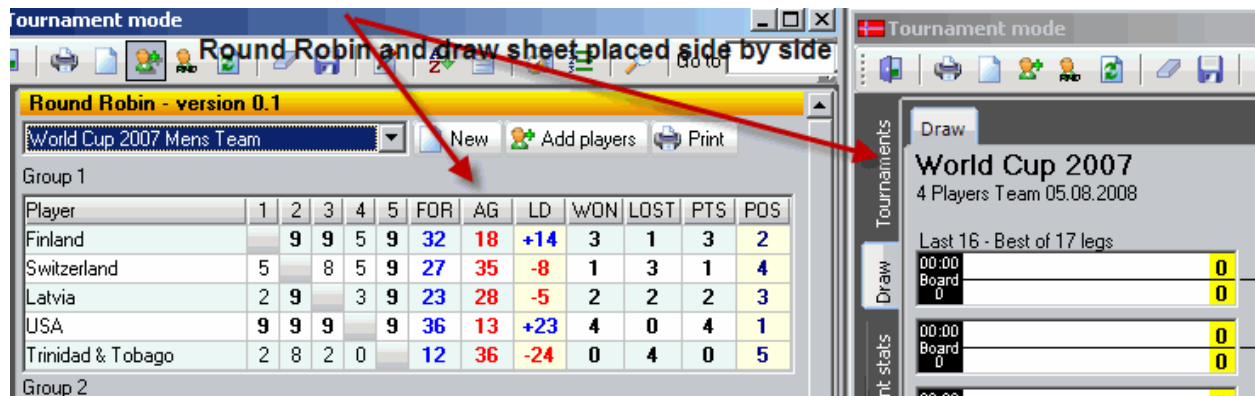 Tournament mode
Round Robin and draw sheet placed side by side
Go to
Round Robin - version 0.1
World Cup 2007 Mens Team New Add players Print
Group 1
Player 1 2 3 4 5 FOR AG LD WON LOST PTS POS
Finland 9 9 5 9 32 18 +14 3 1 3 2
Switzerland 5 8 5 9 27 35 -8 1 3 1 4
Latvia 2 9 3 9 23 28 -5 2 2 2 3
USA 9 9 9 9 36 13 +23 4 0 4 1
Trinidad & Tobago 2 8 2 0 12 36 -24 0 4 0 5
Group 2
Tournament mode
Tournaments
Draw
Draw
World Cup 2007
4 Players Team 05.08.2008
Last 16 - Best of 17 legs
00:00 0
Board
0 0
00:00 0
Board
0 0